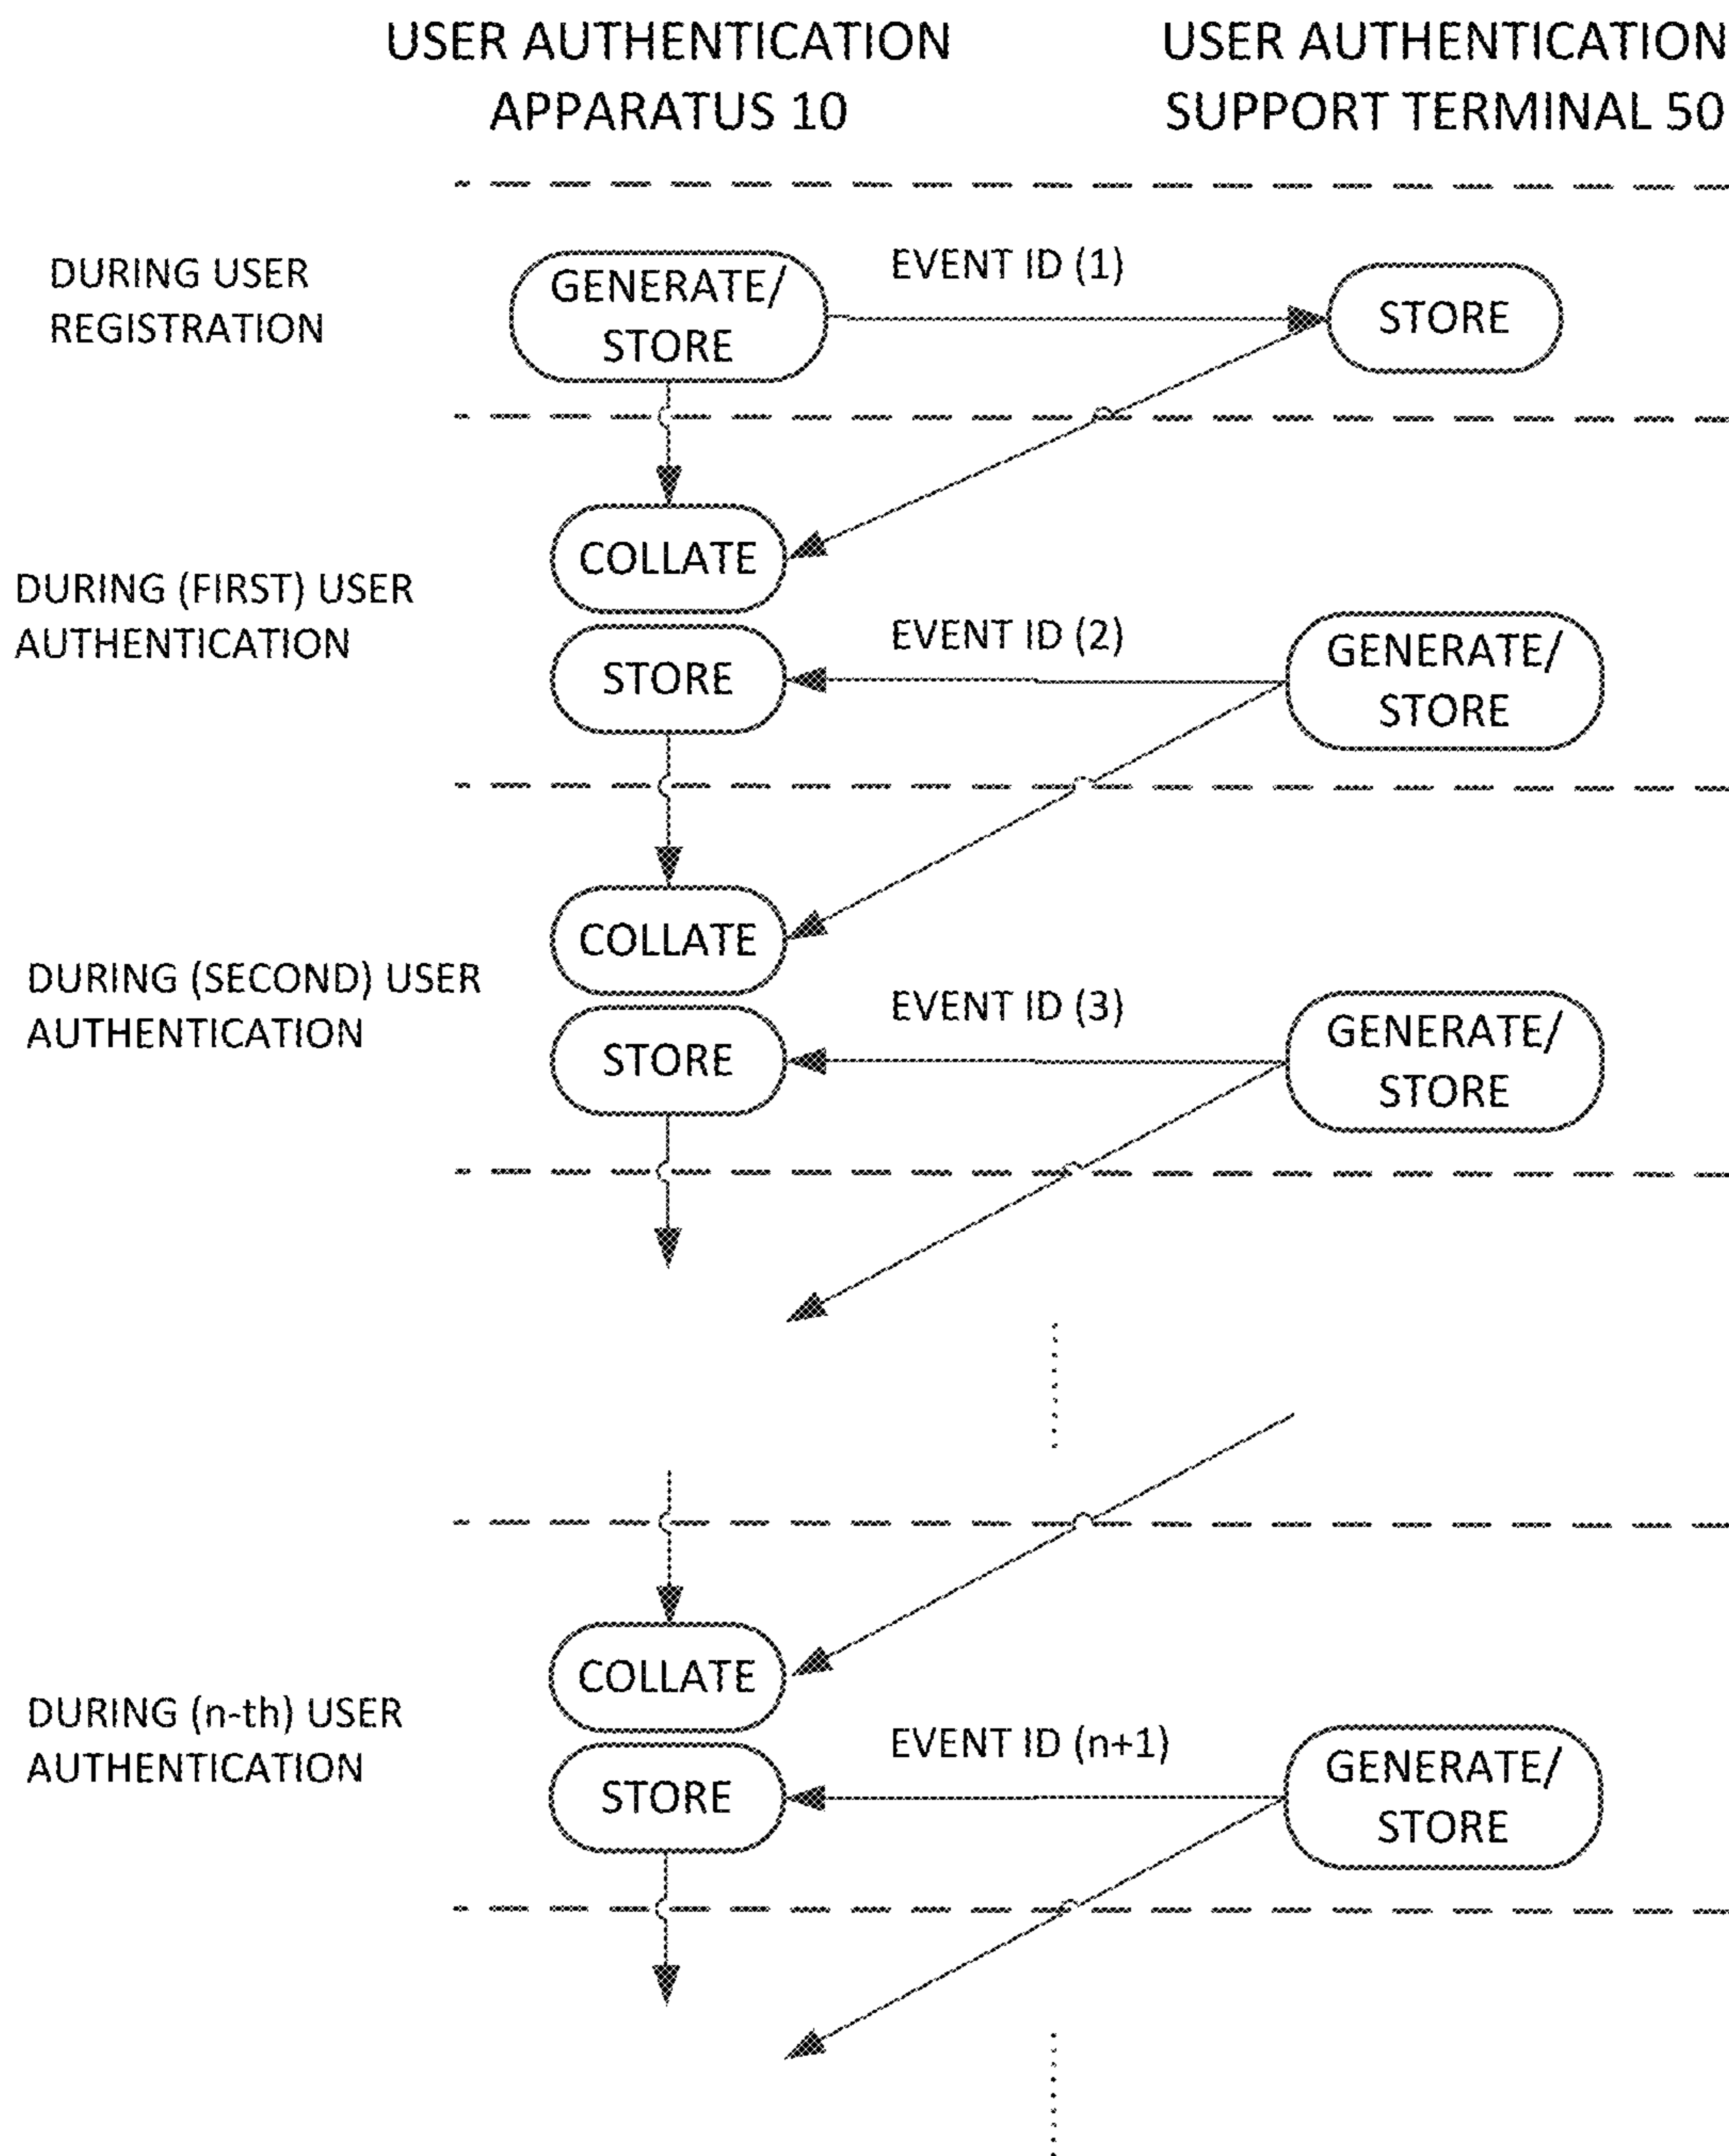 USER AUTHENTICATION
APPARATUS 10
USER AUTHENTICATION
SUPPORT TERMINAL 50
DURING USER
REGISTRATION
GENERATE/
STORE
EVENT ID (1)
STORE
DURING (FIRST) USER
AUTHENTICATION
COLLATE
STORE
EVENT ID (2)
GENERATE/
STORE
DURING (SECOND) USER
AUTHENTICATION
COLLATE
STORE
EVENT ID (3)
GENERATE/
STORE
DURING (n-th) USER
AUTHENTICATION
COLLATE
STORE
EVENT ID (n+1)
GENERATE/
STORE